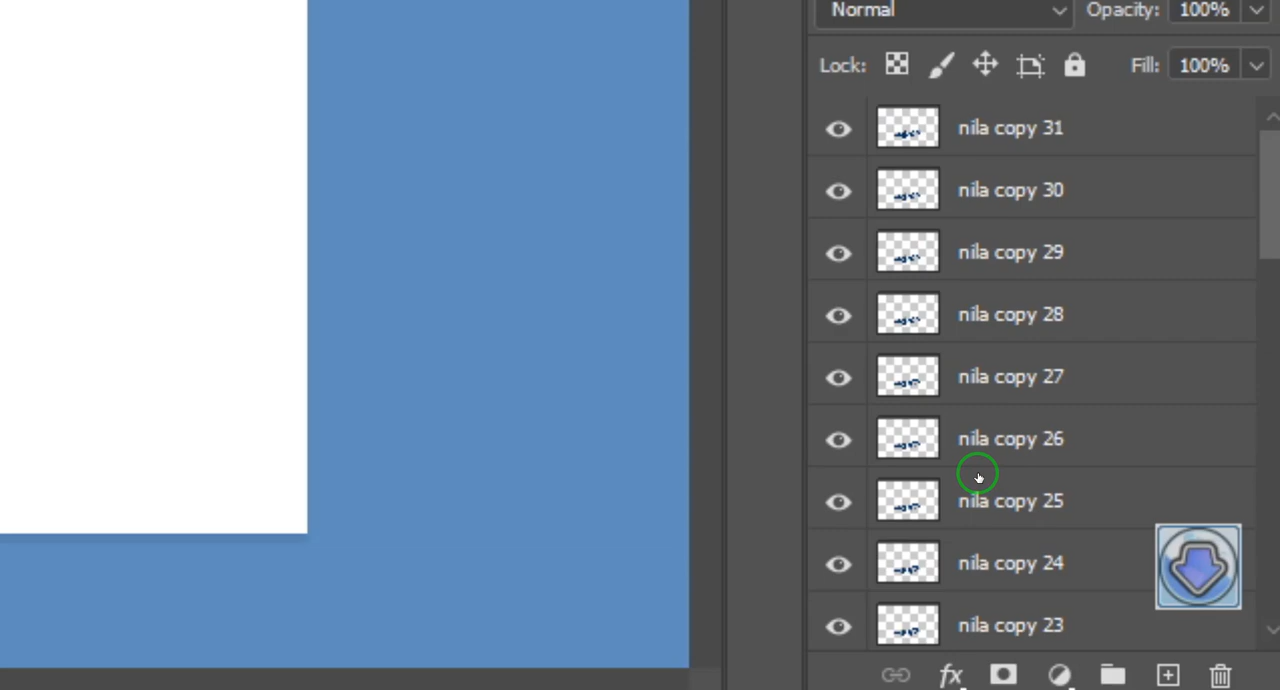 Normal Opacity: 100%
Lock: Fill: 100%
nila copy 31
nila copy 30
nila copy 29
nila copy 28
nila copy 27
nila copy 26
nila copy 25
nila copy 24
nila copy 23
fx